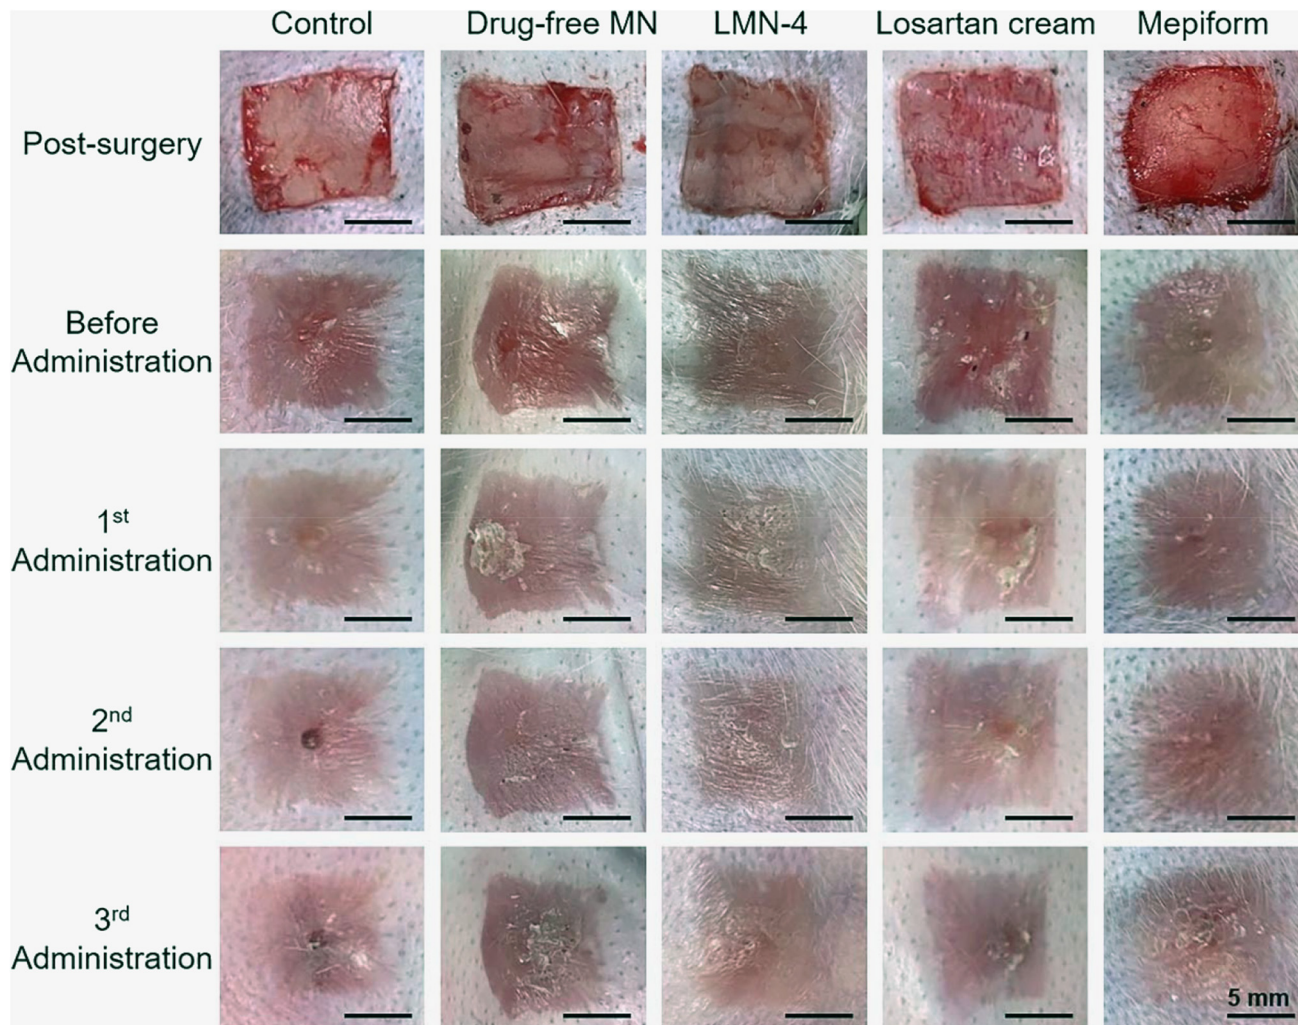 Control Drug-free MN LMN-4 Losartan cream Mepiform
Post-surgery
Before
Administration
1st
Administration
2nd
Administration
3rd
Administration
5 mm